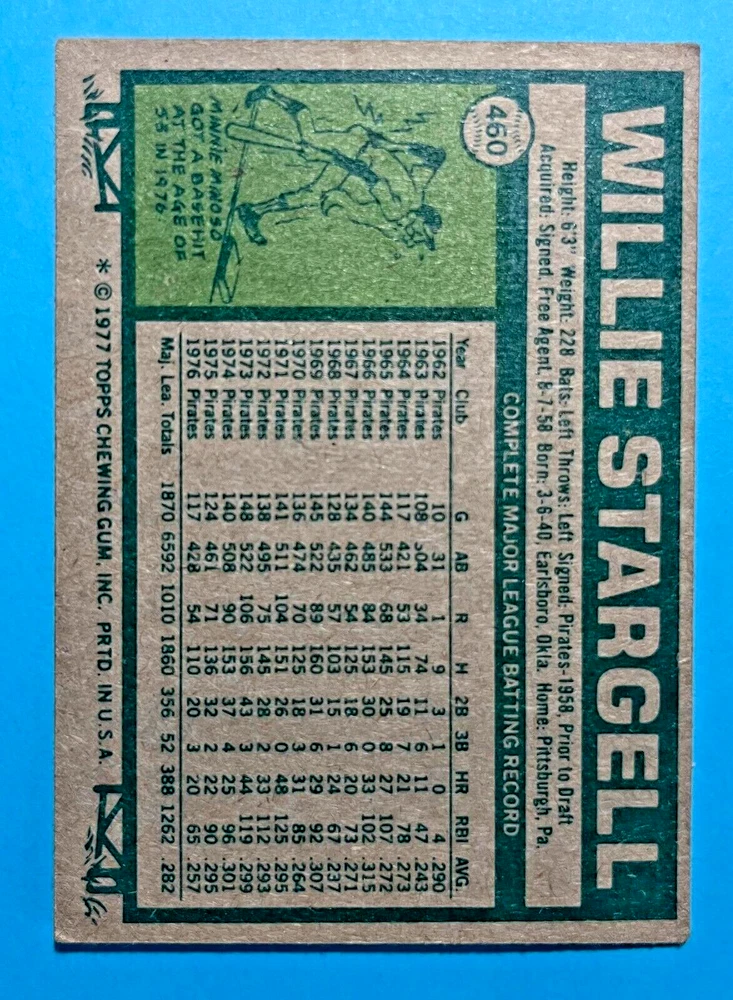 460
WILLIE STARGELL
Height: 6'3" Weight: 228 Bats: Left Throws: Left Signed: Pirates-1958, Prior to Draft
Acquired: Signed, Free Agent, 8-7-58 Born: 3-6-40, Earlsboro, Okla. Home: Pittsburgh, Pa.
COMPLETE MAJOR LEAGUE BATTING RECORD
Year Club G AB R H 2B 3B HR RBI AVG.
1962 Pirates 10 31 1 9 3 1 0 4 .290
1963 Pirates 108 304 34 74 11 6 11 47 .243
1964 Pirates 117 421 53 115 19 7 21 78 .273
1965 Pirates 144 533 68 145 25 8 27 107 .272
1966 Pirates 140 485 84 153 30 0 33 102 .315
1967 Pirates 134 462 54 125 18 6 20 73 .271
1968 Pirates 128 435 57 103 15 1 24 67 .237
1969 Pirates 145 522 89 160 31 6 29 92 .307
1970 Pirates 136 474 70 125 18 3 31 85 .264
1971 Pirates 141 511 104 151 26 0 48 125 .295
1972 Pirates 138 495 75 145 28 2 33 112 .293
1973 Pirates 148 522 106 156 43 3 44 119 .299
1974 Pirates 140 508 90 153 37 4 25 96 .301
1975 Pirates 124 461 71 136 32 2 22 90 .295
1976 Pirates 117 428 54 110 20 3 20 65 .257
Maj. Lea. Totals 1870 6592 1010 1860 356 52 388 1262 .282
MINNIE MINOSO
GOT A BASE HIT
AT THE AGE OF
53 IN 1976
* © 1977 TOPPS CHEWING GUM, INC. PRTD. IN U.S.A.